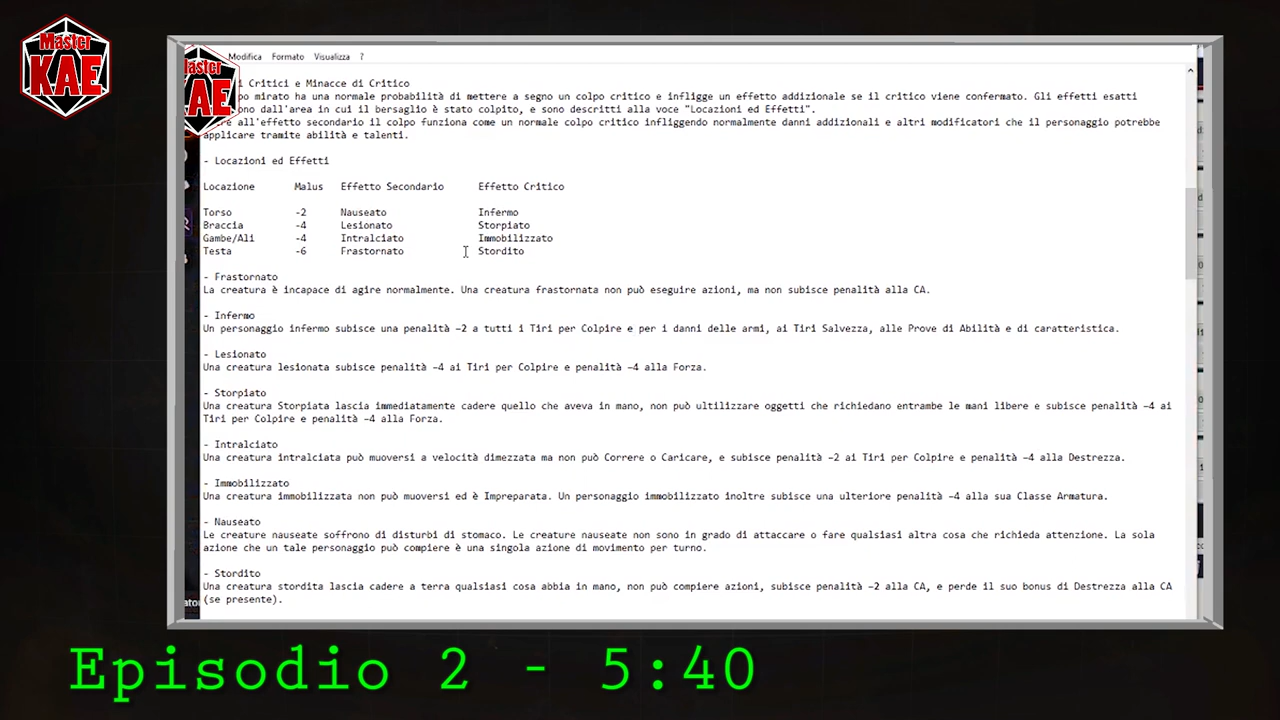 Master
KAE
Master
KAE
Modifica Formato Visualizza ?
i Critici e Minacce di Critico
po mirato ha una normale probabilità di mettere a segno un colpo critico e infligge un effetto addizionale se il critico viene confermato. Gli effetti esatti
ono dall'area in cui il bersaglio è stato colpito, e sono descritti alla voce "Locazioni ed Effetti".
re all'effetto secondario il colpo funziona come un normale colpo critico infliggendo normalmente danni addizionali e altri modificatori che il personaggio potrebbe
applicare tramite abilità e talenti.
- Locazioni ed Effetti
Locazione Malus Effetto Secondario Effetto Critico
Torso -2 Nauseato Infermo
Braccia -4 Lesionato Storpiato
Gambe/Ali -4 Intralciato Immobilizzato
Testa -6 Frastornato Stordito
- Frastornato
La creatura è incapace di agire normalmente. Una creatura frastornata non può eseguire azioni, ma non subisce penalità alla CA.
- Infermo
Un personaggio infermo subisce una penalità –2 a tutti i Tiri per Colpire e per i danni delle armi, ai Tiri Salvezza, alle Prove di Abilità e di caratteristica.
- Lesionato
Una creatura lesionata subisce penalità –4 ai Tiri per Colpire e penalità –4 alla Forza.
- Storpiato
Una creatura Storpiata lascia immediatamente cadere quello che aveva in mano, non può ultilizzare oggetti che richiedano entrambe le mani libere e subisce penalità –4 ai
Tiri per Colpire e penalità –4 alla Forza.
- Intralciato
Una creatura intralciata può muoversi a velocità dimezzata ma non può Correre o Caricare, e subisce penalità –2 ai Tiri per Colpire e penalità –4 alla Destrezza.
- Immobilizzato
Una creatura immobilizzata non può muoversi ed è Impreparata. Un personaggio immobilizzato inoltre subisce una ulteriore penalità –4 alla sua Classe Armatura.
- Nauseato
Le creature nauseate soffrono di disturbi di stomaco. Le creature nauseate non sono in grado di attaccare o fare qualsiasi altra cosa che richieda attenzione. La sola
azione che un tale personaggio può compiere è una singola azione di movimento per turno.
- Stordito
Una creatura stordita lascia cadere a terra qualsiasi cosa abbia in mano, non può compiere azioni, subisce penalità –2 alla CA, e perde il suo bonus di Destrezza alla CA
(se presente).
Episodio 2 - 5:40